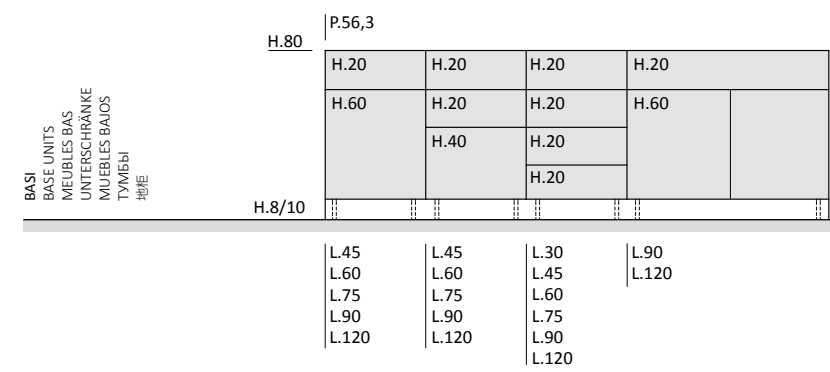 BASI
BASE UNITS
MEUBLES BAS
UNTERSCHRÄNKE
MUEBLES BAJOS
ТУМБЫ
地柜
P.56,3
H.80
H.20 H.20 H.20 H.20
H.60 H.20 H.20 H.60
H.40 H.20
H.20
H.8/10
L.45 L.45 L.30 L.90
L.60 L.60 L.45 L.120
L.75 L.75 L.60
L.90 L.90 L.75
L.120 L.120 L.90
L.120